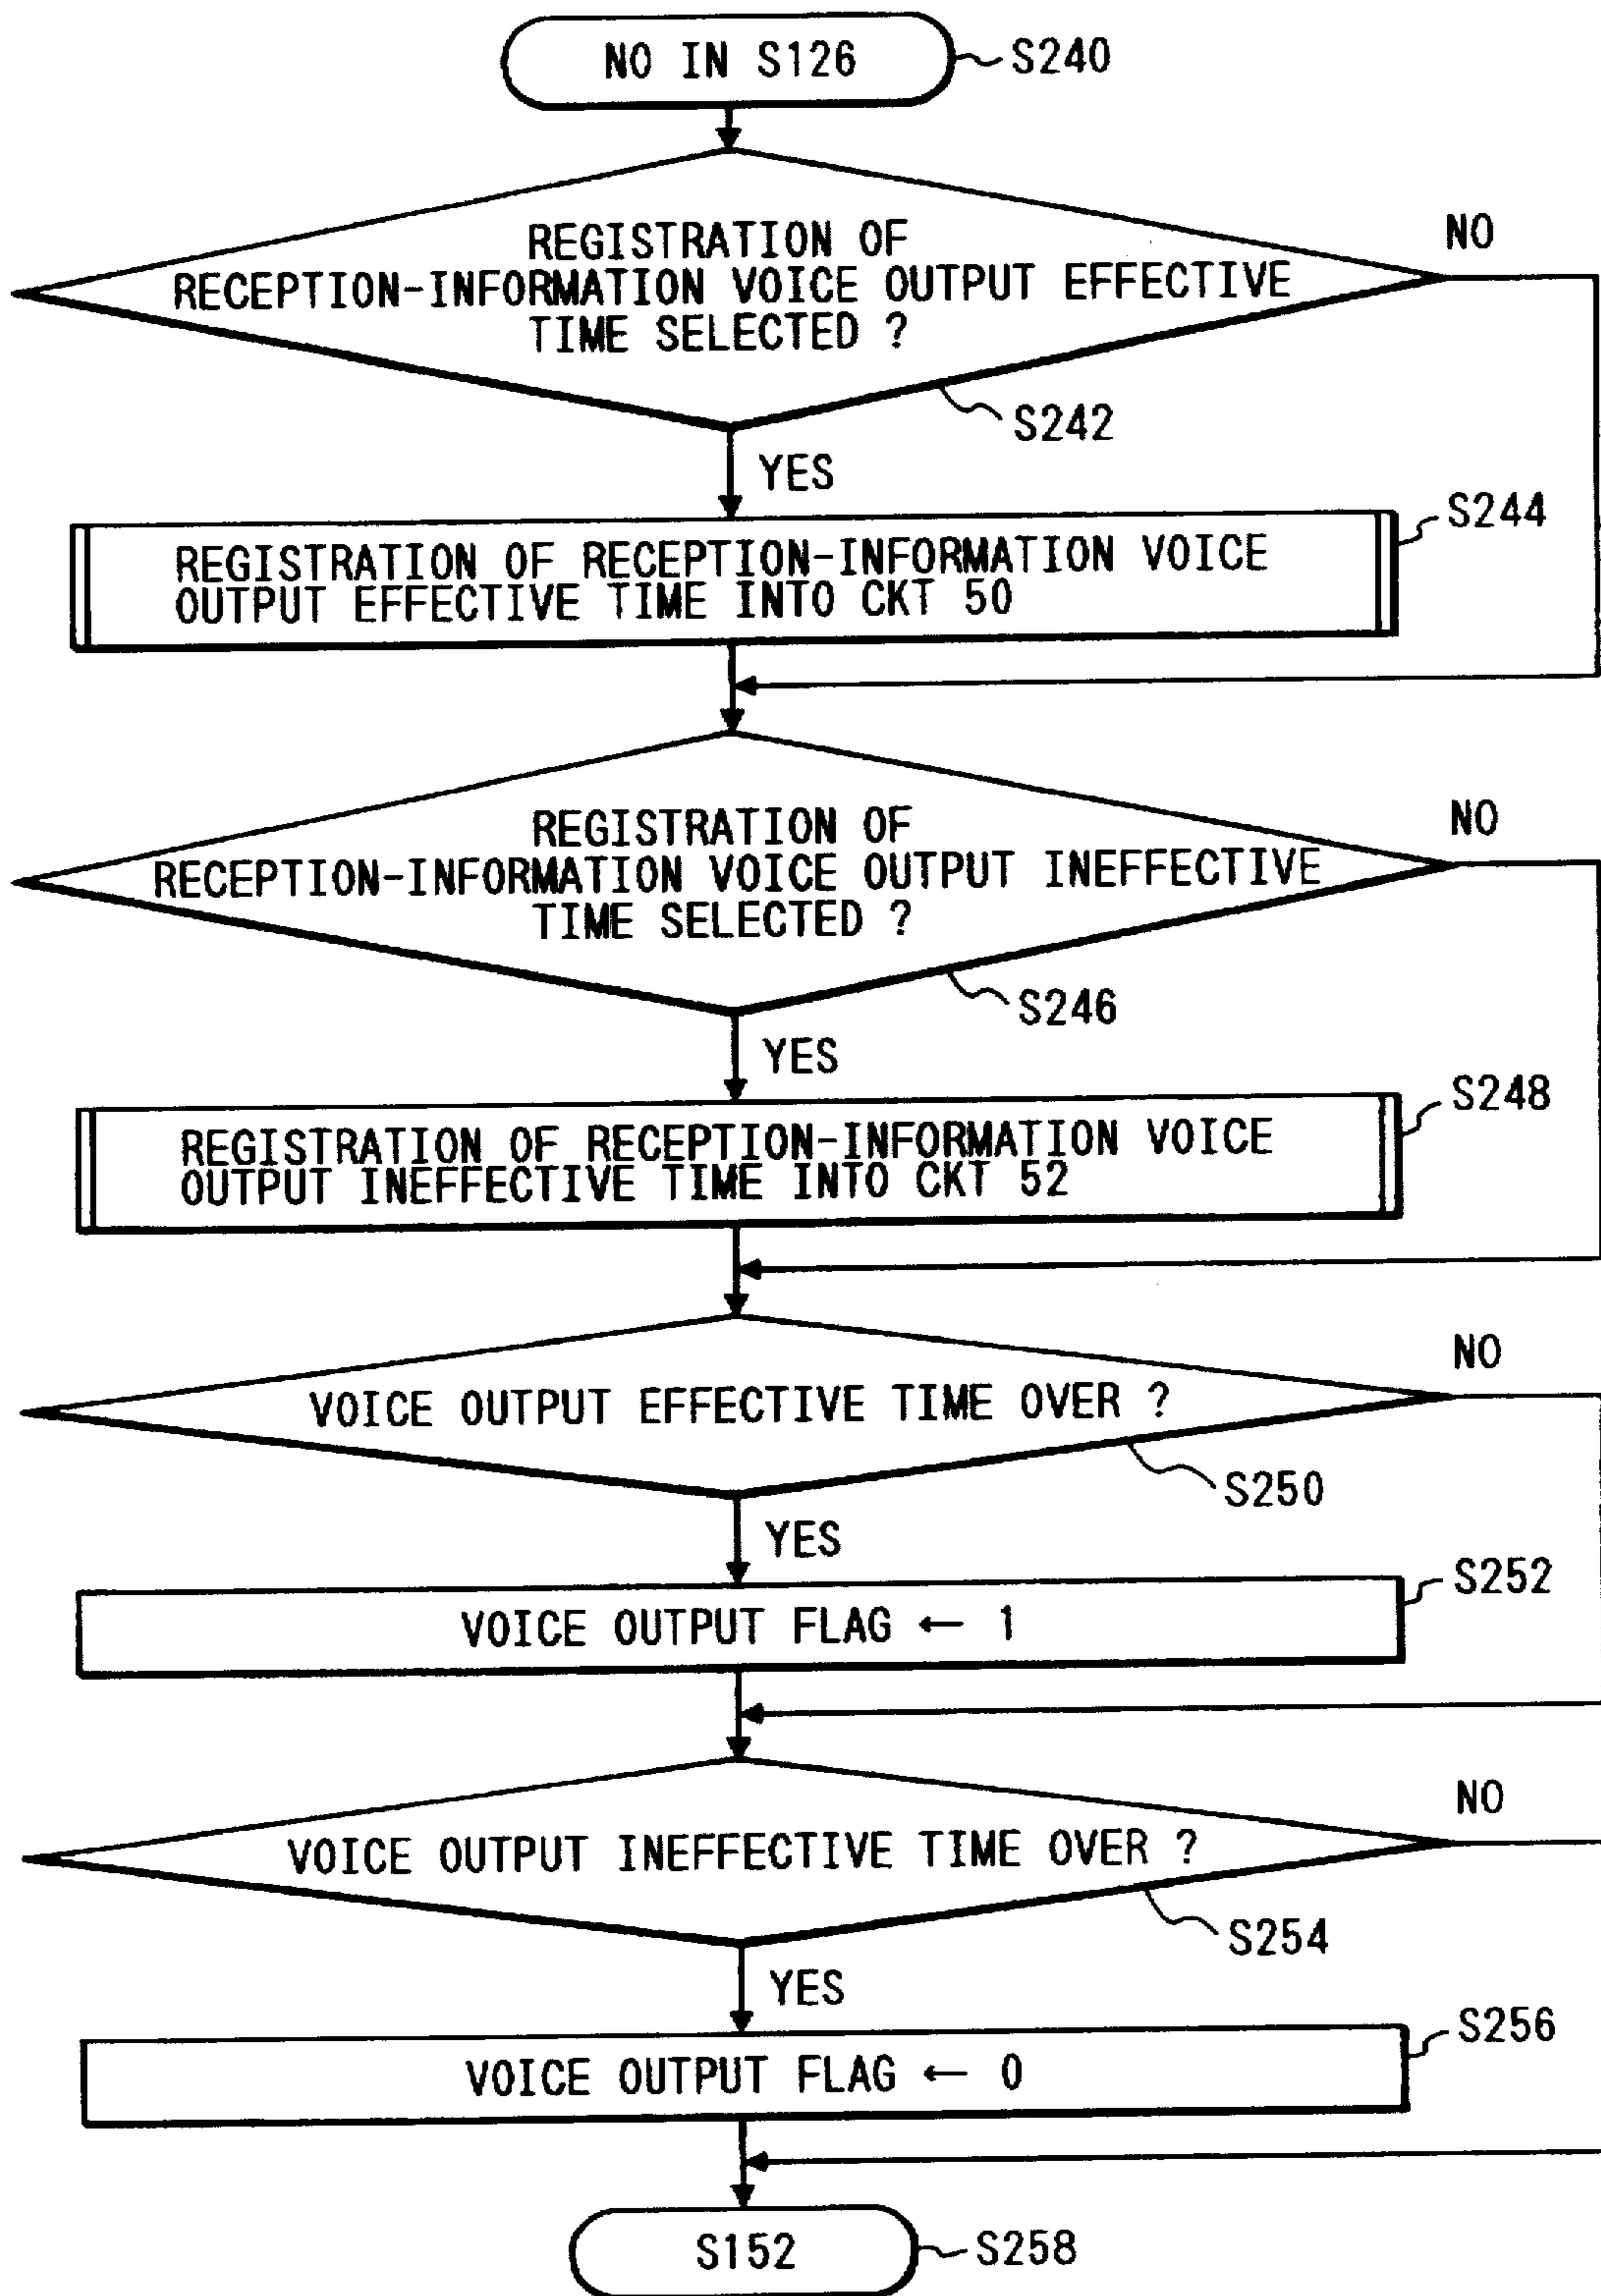 NO IN S126
S240
REGISTRATION OF
RECEPTION-INFORMATION VOICE OUTPUT EFFECTIVE
TIME SELECTED ?
NO
S242
YES
S244
REGISTRATION OF RECEPTION-INFORMATION VOICE
OUTPUT EFFECTIVE TIME INTO CKT 50
REGISTRATION OF
RECEPTION-INFORMATION VOICE OUTPUT INEFFECTIVE
TIME SELECTED ?
NO
S246
YES
S248
REGISTRATION OF RECEPTION-INFORMATION VOICE
OUTPUT INEFFECTIVE TIME INTO CKT 52
NO
VOICE OUTPUT EFFECTIVE TIME OVER ?
S250
YES
S252
VOICE OUTPUT FLAG ← 1
NO
VOICE OUTPUT INEFFECTIVE TIME OVER ?
S254
YES
S256
VOICE OUTPUT FLAG ← 0
S152
S258